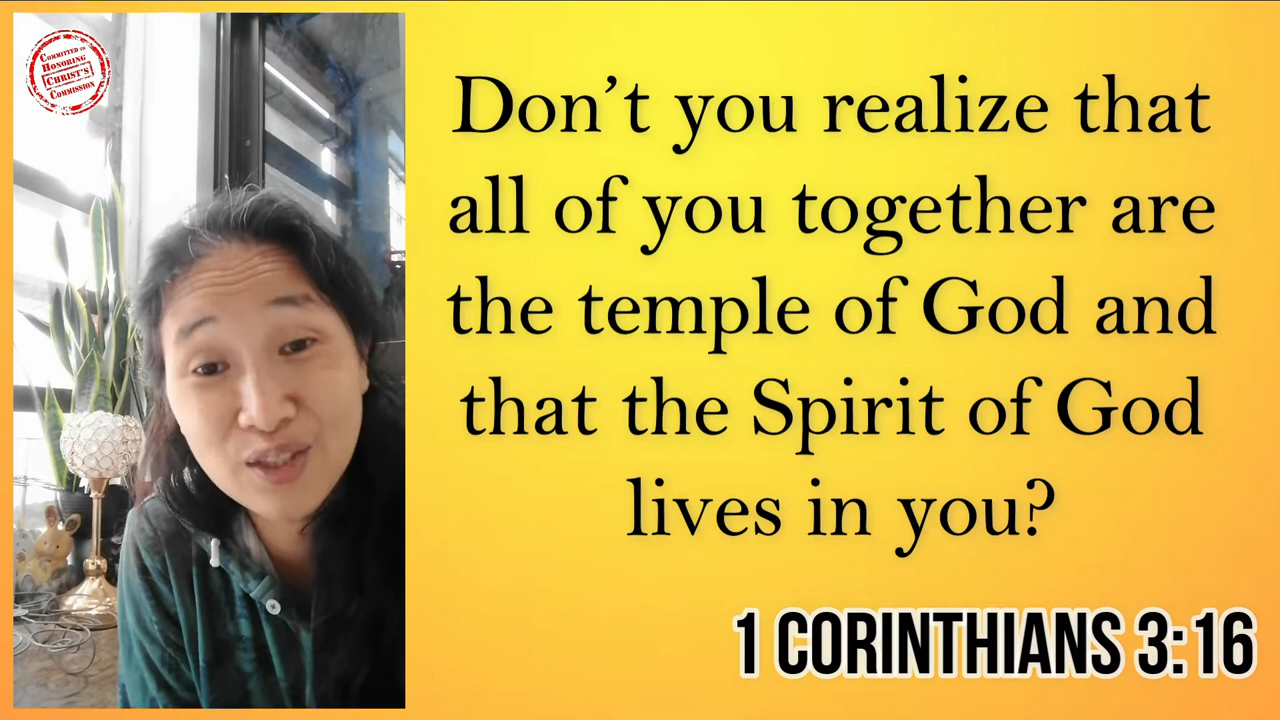 COMMITTED TO
HONORING
CHRIST'S
COMMISSION
Don’t you realize that
all of you together are
the temple of God and
that the Spirit of God
lives in you?
1 CORINTHIANS 3:16